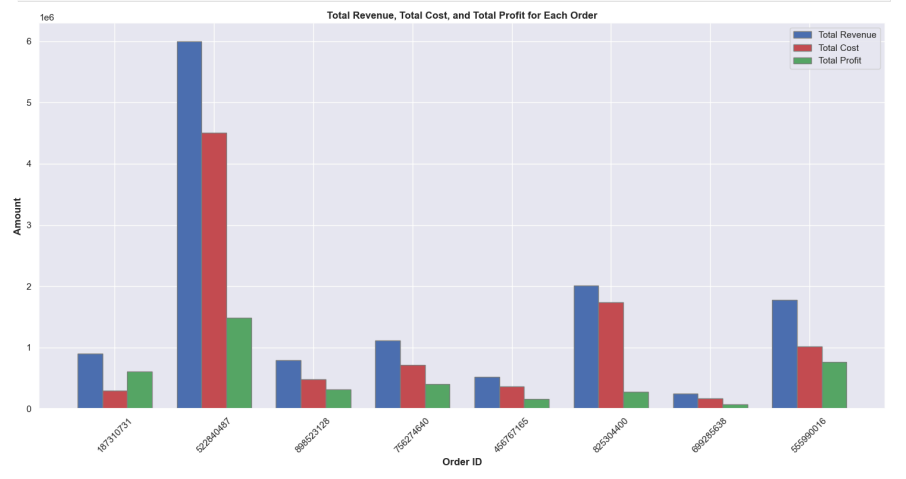 Total Revenue, Total Cost, and Total Profit for Each Order
1e6
Total Revenue
Total Cost
Total Profit
6
5
4
3
2
1
0
Amount
187310731
522840487
898523128
756274640
456767165
825304400
699285638
555990016
Order ID